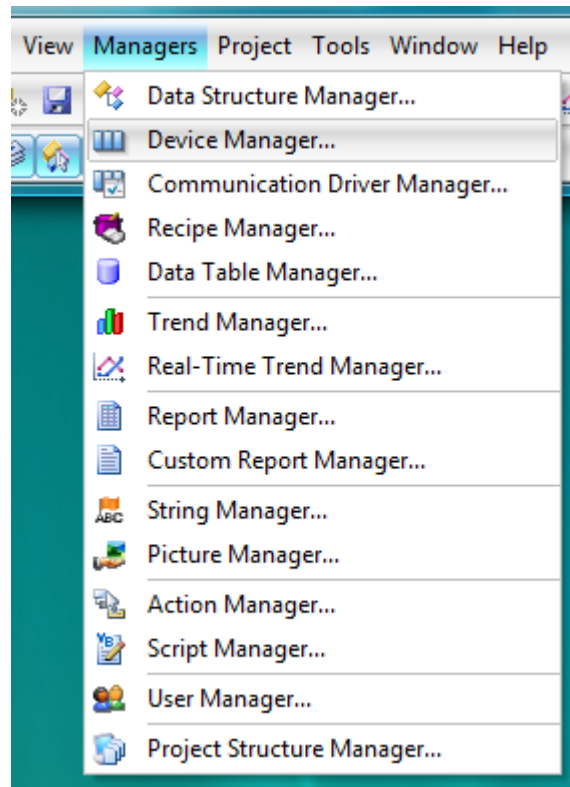 View Managers Project Tools Window Help
Data Structure Manager...
Device Manager...
Communication Driver Manager...
Recipe Manager...
Data Table Manager...
Trend Manager...
Real-Time Trend Manager...
Report Manager...
Custom Report Manager...
ABC String Manager...
Picture Manager...
Action Manager...
VB Script Manager...
User Manager...
Project Structure Manager...